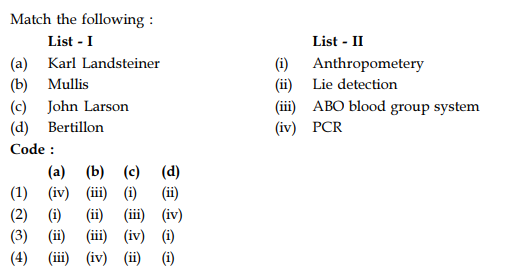 Match the following :
List - I List - II
(a) Karl Landsteiner (i) Anthropometery
(b) Mullis (ii) Lie detection
(c) John Larson (iii) ABO blood group system
(d) Bertillon (iv) PCR
Code :
(a) (b) (c) (d)
(1) (iv) (iii) (i) (ii)
(2) (i) (ii) (iii) (iv)
(3) (ii) (iii) (iv) (i)
(4) (iii) (iv) (ii) (i)